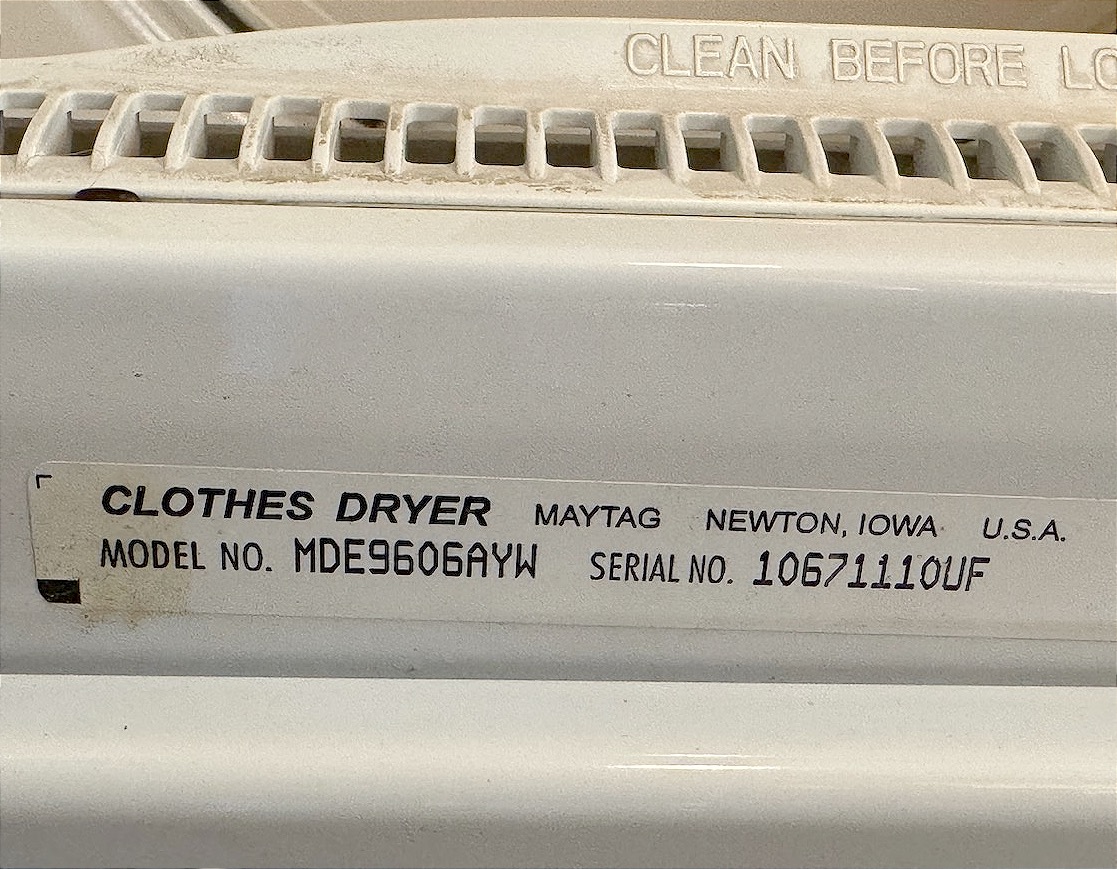 CLEAN BEFORE LO
CLOTHES DRYER MAYTAG NEWTON, IOWA U.S.A.
MODEL NO. MDE9606AYW SERIAL NO. 10671110UF